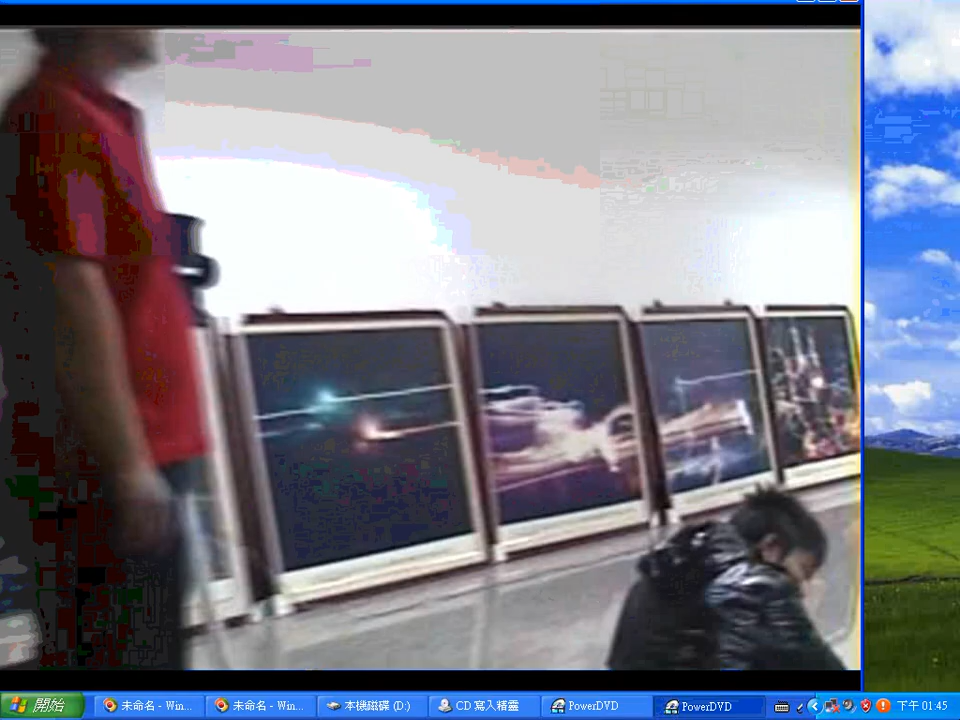 開始
未命名 - Win...
未命名 - Win...
本機磁碟 (D:)
CD 寫入精靈
PowerDVD
PowerDVD
下午 01:45